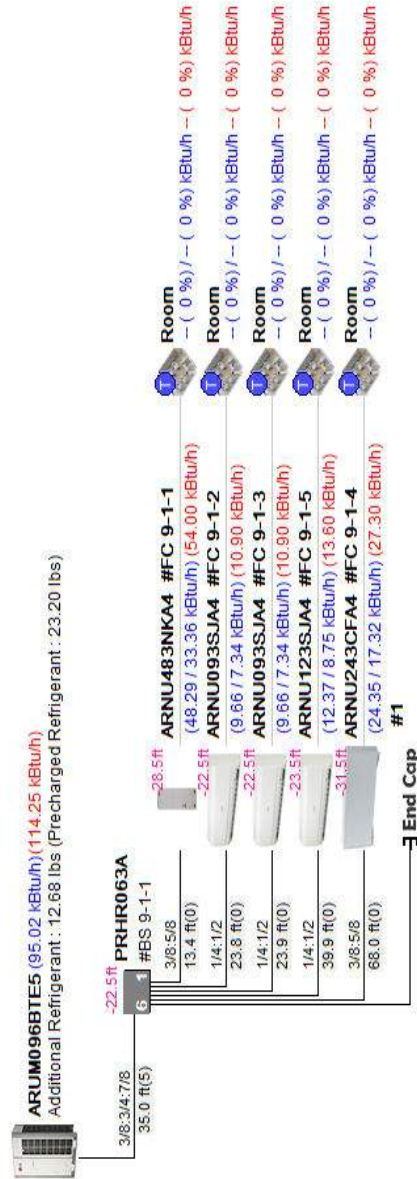 ARUM096BTE5 (95.02 kBtu/h)(114.25 kBtu/h)
Additional Refrigerant : 12.68 lbs (Precharged Refrigerant : 23.20 lbs)
3/8:3/4:7/8
35.0 ft(5)
-22.5ft PRHR063A
6 1 #BS 9-1-1
3/8:5/8
13.4 ft(0)
-28.5ft ARNU483NKA4 #FC 9-1-1
(48.29 / 33.36 kBtu/h) (54.00 kBtu/h)
T Room
-- ( 0 %) / -- ( 0 %) kBtu/h -- ( 0 %) kBtu/h
1/4:1/2
23.8 ft(0)
-22.5ft ARNU093SJA4 #FC 9-1-2
(9.66 / 7.34 kBtu/h) (10.90 kBtu/h)
T Room
-- ( 0 %) / -- ( 0 %) kBtu/h -- ( 0 %) kBtu/h
1/4:1/2
23.9 ft(0)
-22.5ft ARNU093SJA4 #FC 9-1-3
(9.66 / 7.34 kBtu/h) (10.90 kBtu/h)
T Room
-- ( 0 %) / -- ( 0 %) kBtu/h -- ( 0 %) kBtu/h
1/4:1/2
39.9 ft(0)
-23.5ft ARNU123SJA4 #FC 9-1-5
(12.37 / 8.75 kBtu/h) (13.60 kBtu/h)
T Room
-- ( 0 %) / -- ( 0 %) kBtu/h -- ( 0 %) kBtu/h
3/8:5/8
68.0 ft(0)
-31.5ft ARNU243CFA4 #FC 9-1-4
(24.35 / 17.32 kBtu/h) (27.30 kBtu/h)
T Room
-- ( 0 %) / -- ( 0 %) kBtu/h -- ( 0 %) kBtu/h
#1
End Cap